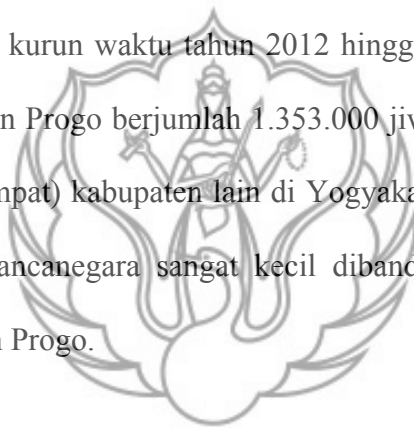 kurun waktu tahun 2012 hingg
n Progo berjumlah 1.353.000 jiw
mpat) kabupaten lain di Yogyaka
ancanegara sangat kecil diband
n Progo.